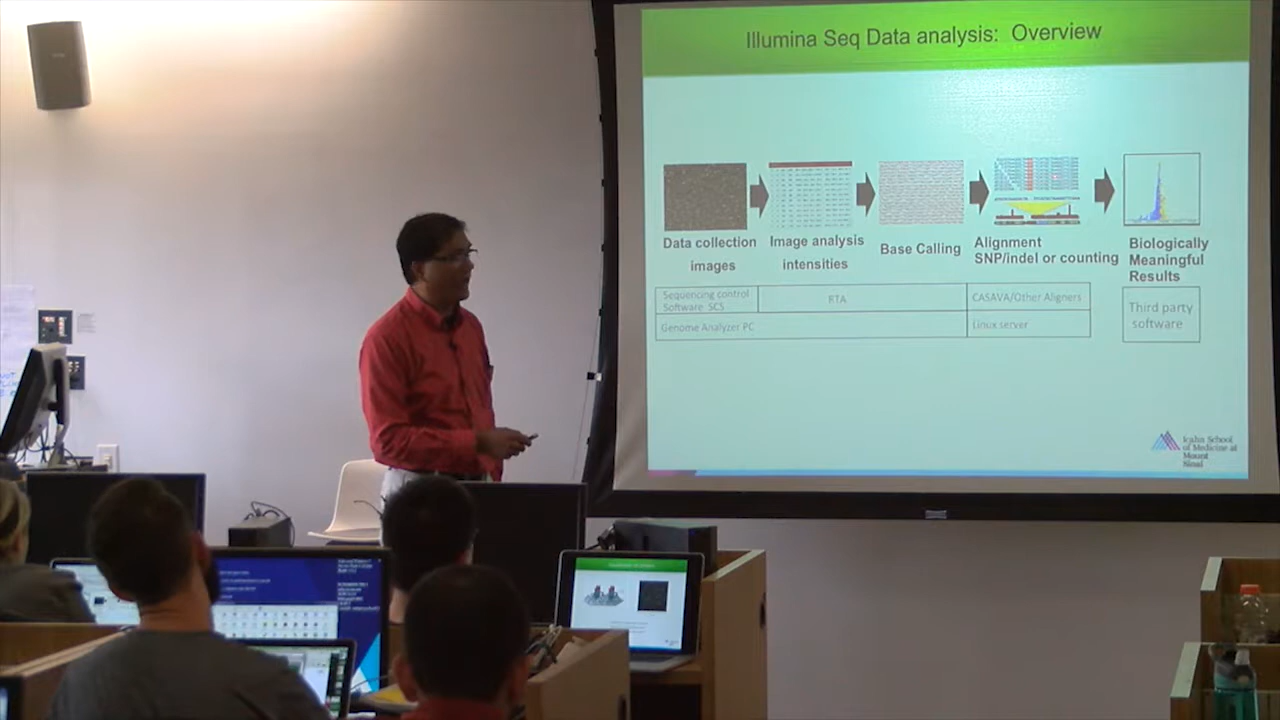 Illumina Seq Data analysis: Overview
Data collection
images
Image analysis
intensities
Base Calling
Alignment
SNP/indel or counting
Biologically
Meaningful
Results
Sequencing control
Software SCS
RTA
CASAVA/Other Aligners
Genome Analyzer PC
Linux server
Third party
software
Icahn School
of Medicine at
Mount
Sinai